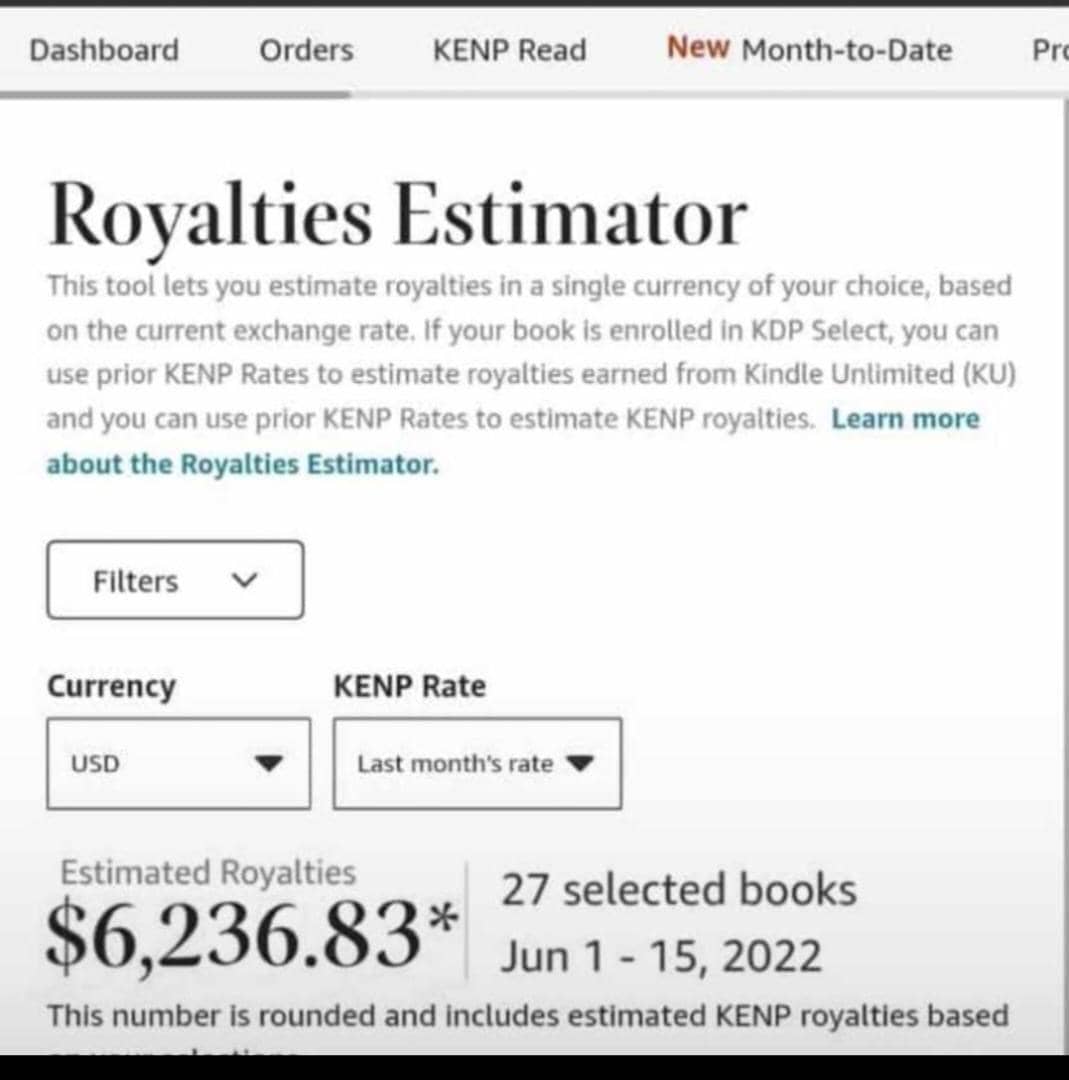 Dashboard Orders KENP Read New Month-to-Date
Royalties Estimator
This tool lets you estimate royalties in a single currency of your choice, based
on the current exchange rate. If your book is enrolled in KDP Select, you can
use prior KENP Rates to estimate royalties earned from Kindle Unlimited (KU)
and you can use prior KENP Rates to estimate KENP royalties. Learn more
about the Royalties Estimator.
Filters
Currency KENP Rate
USD Last month's rate
Estimated Royalties
$6,236.83*
27 selected books
Jun 1 - 15, 2022
This number is rounded and includes estimated KENP royalties based